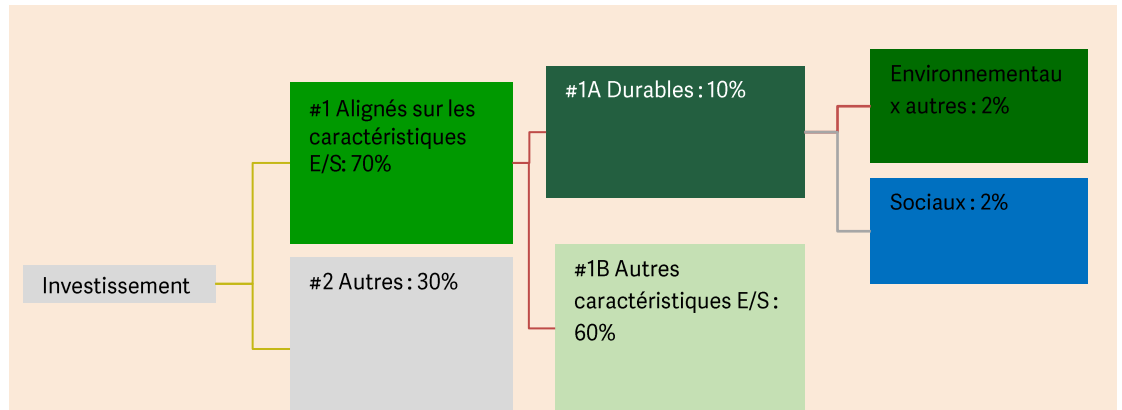 Investissement
#1 Alignés sur les
caractéristiques
E/S: 70%
#2 Autres : 30%
#1A Durables : 10%
#1B Autres
caractéristiques E/S :
60%
Environnementau
x autres : 2%
Sociaux : 2%